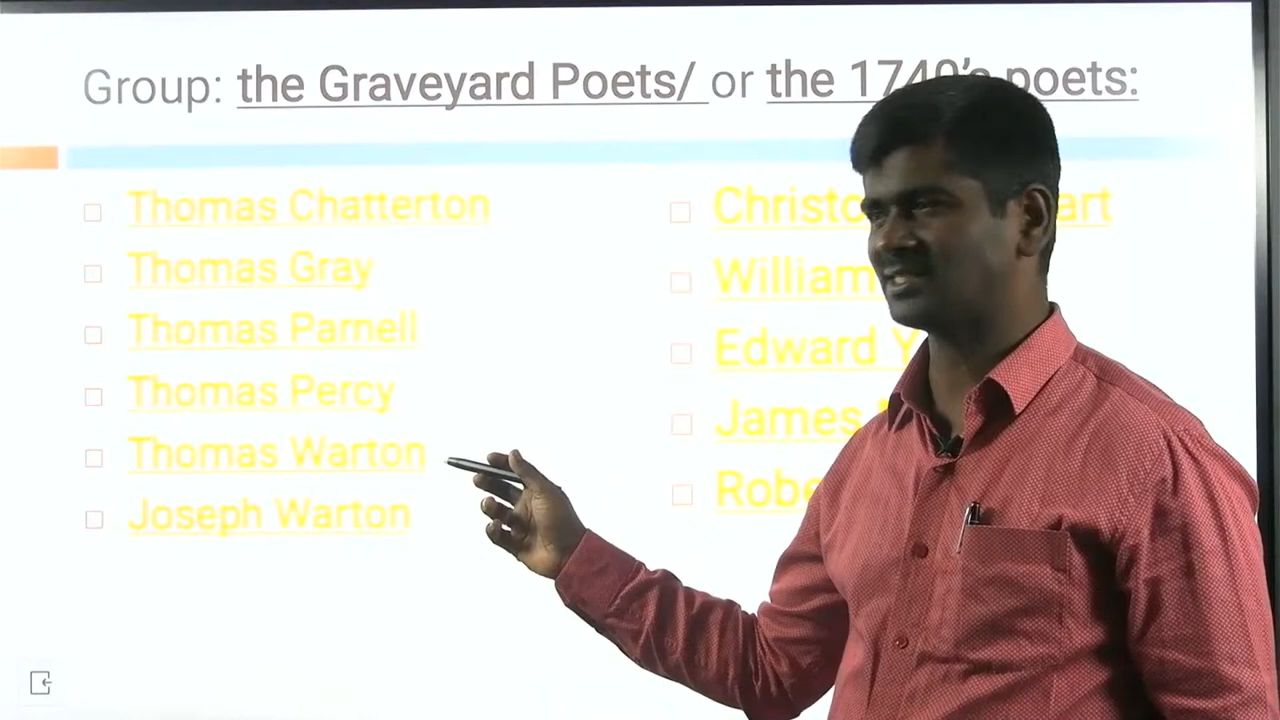 Group: the Graveyard Poets/ or the 1740's poets:
Thomas Chatterton
Thomas Gray
Thomas Parnell
Thomas Percy
Thomas Warton
Joseph Warton
William
Edward
James